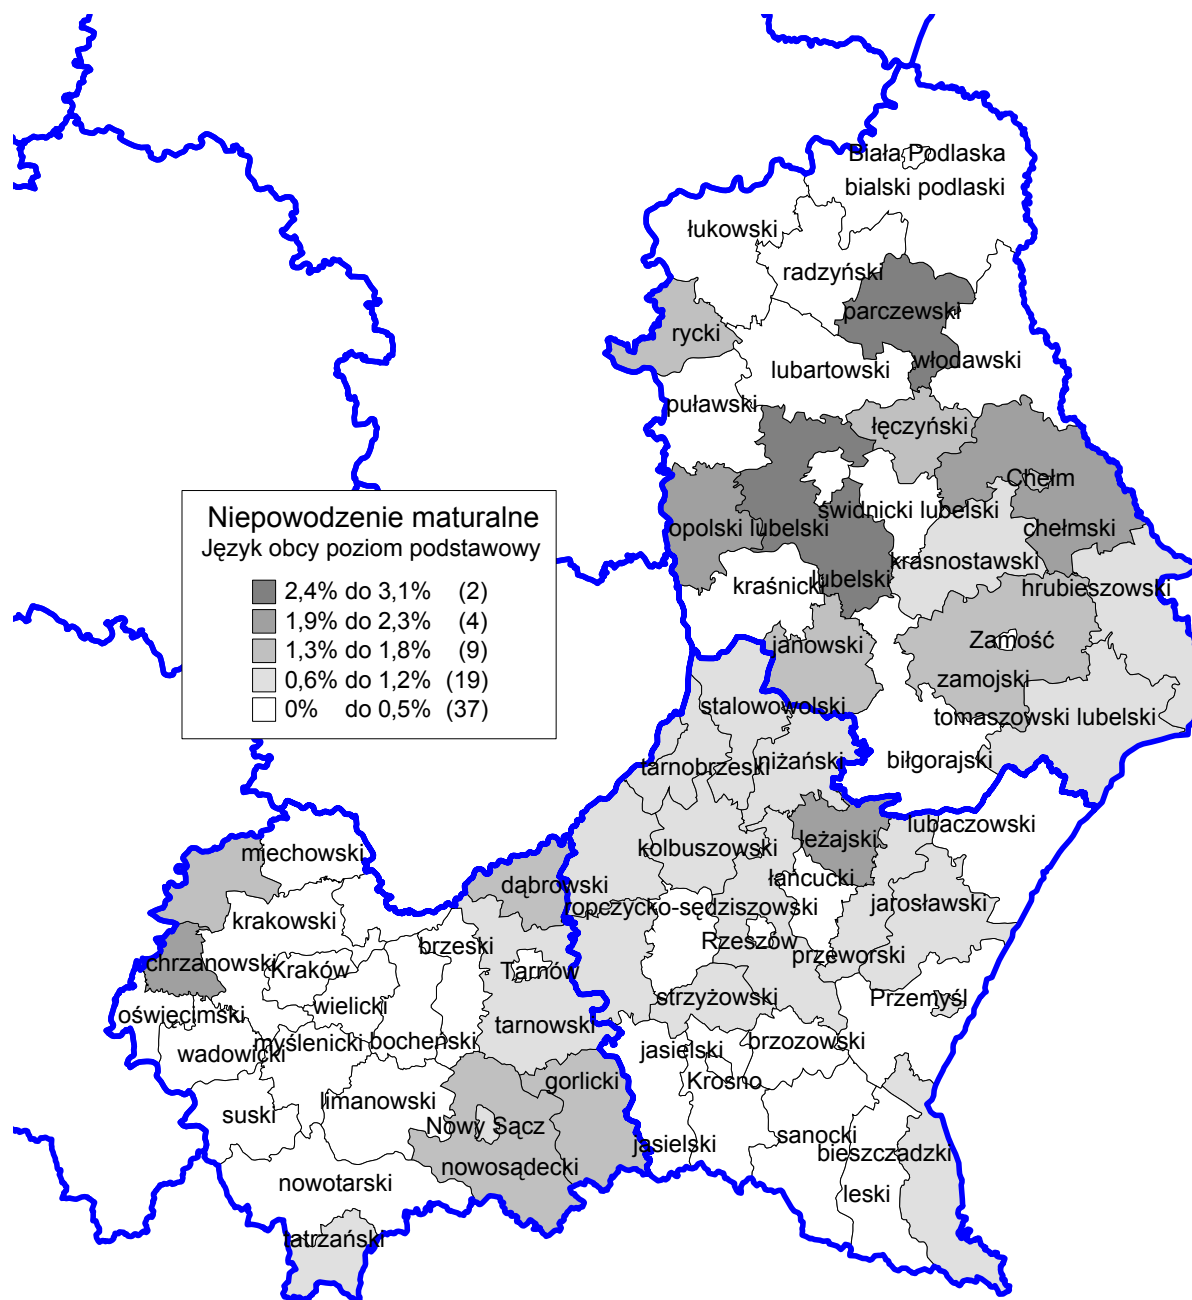 Biała Podlaska
bialski podlaski
łukowski
radzyński
parczewski
rycki
włodawski
lubartowski
puławski
łęczyński
Chełm
Niepowodzenie maturalne
Język obcy poziom podstawowy
2,4% do 3,1% (2)
1,9% do 2,3% (4)
1,3% do 1,8% (9)
0,6% do 1,2% (19)
0% do 0,5% (37)
świdnicki lubelski
opolski lubelski
chełmski
krasnostawski
kraśnicki
lubelski
hrubieszowski
janowski
Zamość
zamojski
stalowowolski
tomaszowski lubelski
tarnobrzeski
niżański
biłgorajski
lubaczowski
leżajski
kolbuszowski
miechowski
łańcucki
dąbrowski
ropczycko-sędziszowski
jarosławski
krakowski
brzeski
Rzeszów
przeworski
chrzanowski
Kraków
Tarnów
wielicki
strzyżowski
Przemyśl
oświęcimski
tarnowski
wadowicki
myślenicki
bocheński
jasielski
brzozowski
gorlicki
Krosno
limanowski
suski
Nowy Sącz
sanocki
jasielski
bieszczadzki
nowosądecki
nowotarski
leski
tatrzański